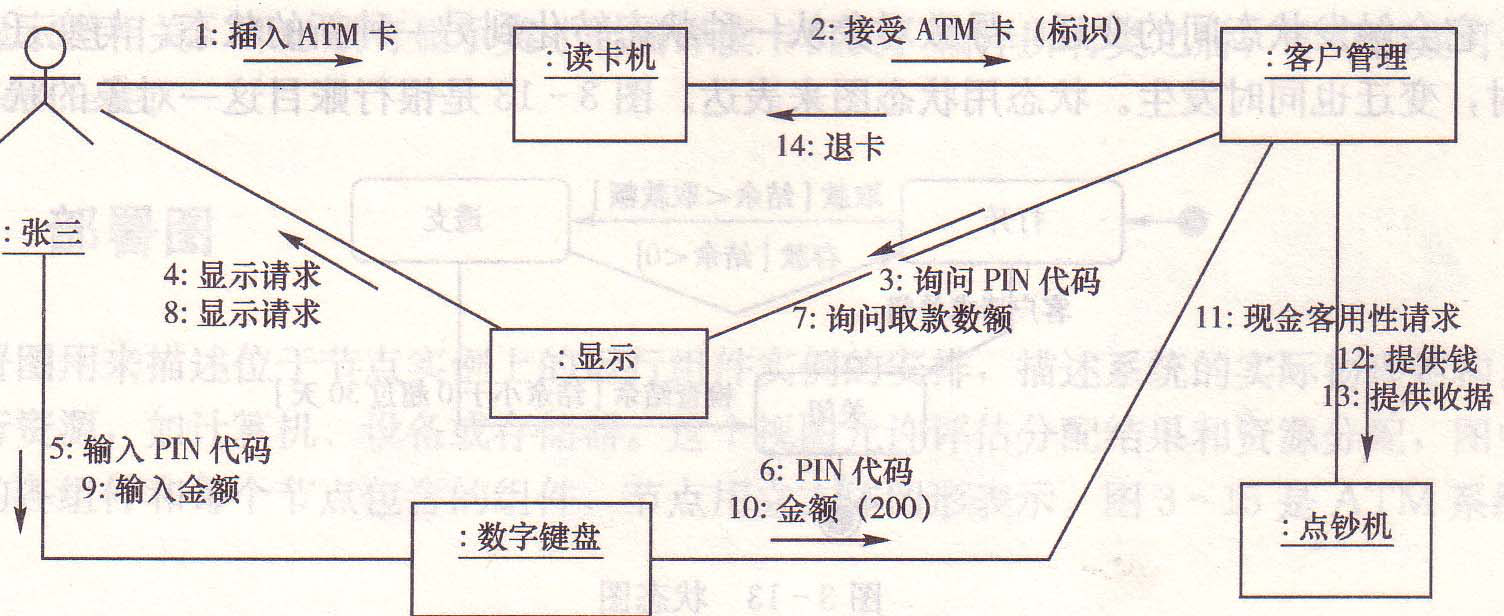 1: 插入 ATM 卡
2: 接受 ATM 卡（标识）
: 读卡机
: 客户管理
14: 退卡
: 张三
4: 显示请求
8: 显示请求
3: 询问 PIN 代码
7: 询问取款数额
: 显示
11: 现金客用性请求
12: 提供钱
13: 提供收据
5: 输入 PIN 代码
9: 输入金额
6: PIN 代码
10: 金额（200）
: 数字键盘
: 点钞机